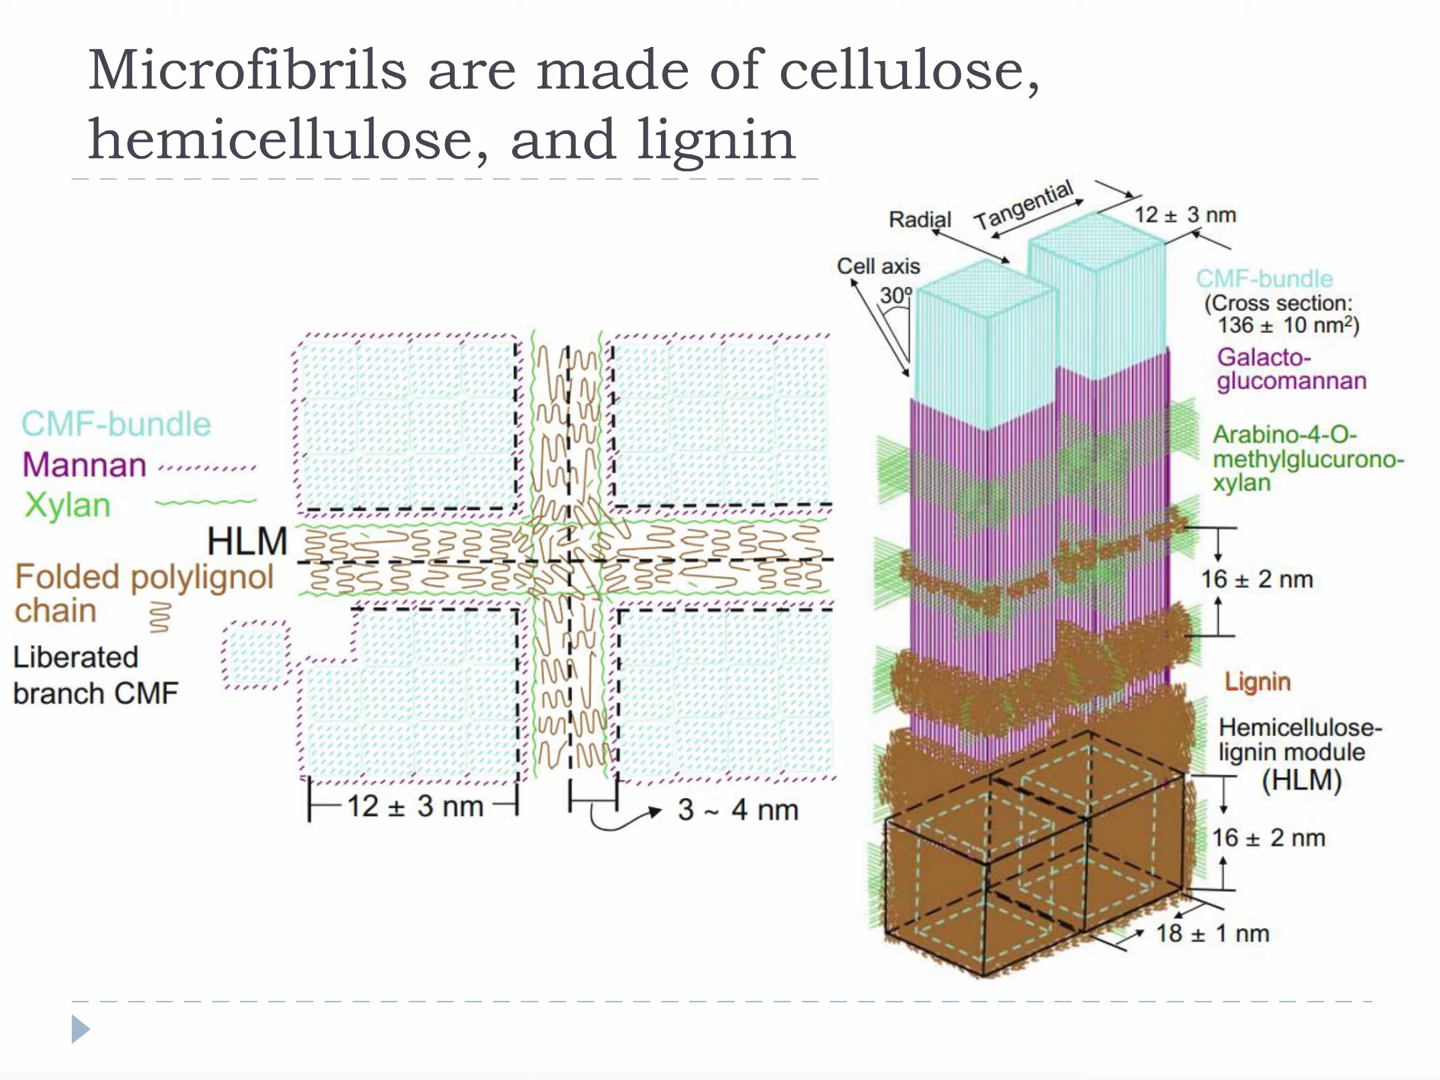 Microfibrils are made of cellulose,
hemicellulose, and lignin
CMF-bundle
Mannan
Xylan
HLM
Folded polylignol
chain
Liberated
branch CMF
12 ± 3 nm
3 ~ 4 nm
Radial
Tangential
12 ± 3 nm
Cell axis
30º
CMF-bundle
(Cross section:
136 ± 10 nm²)
Galacto-
glucomannan
Arabino-4-O-
methylglucurono-
xylan
16 ± 2 nm
Lignin
Hemicellulose-
lignin module
(HLM)
16 ± 2 nm
18 ± 1 nm